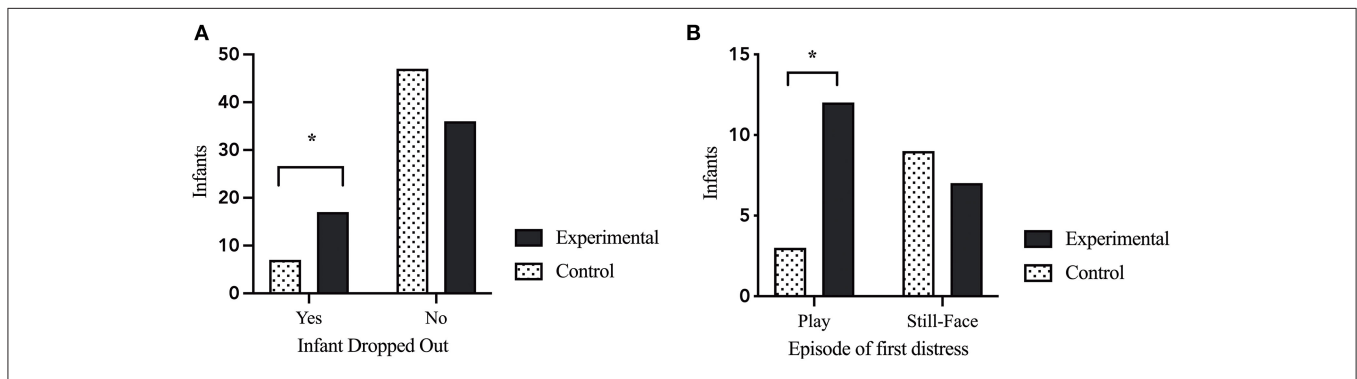 A
50
40
30
20
10
0
Infants
*
Yes
No
Infant Dropped Out
Experimental
Control
B
15
10
5
0
Infants
*
Play
Still-Face
Episode of first distress
Experimental
Control